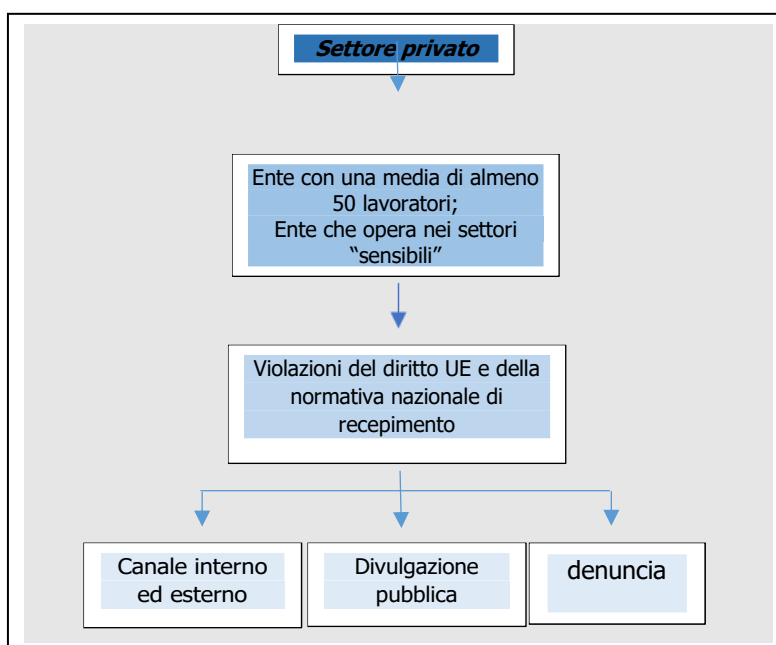 Settore privato
Ente con una media di almeno
50 lavoratori;
Ente che opera nei settori
“sensibili”
Violazioni del diritto UE e della
normativa nazionale di
recepimento
Canale interno
ed esterno
Divulgazione
pubblica
denuncia